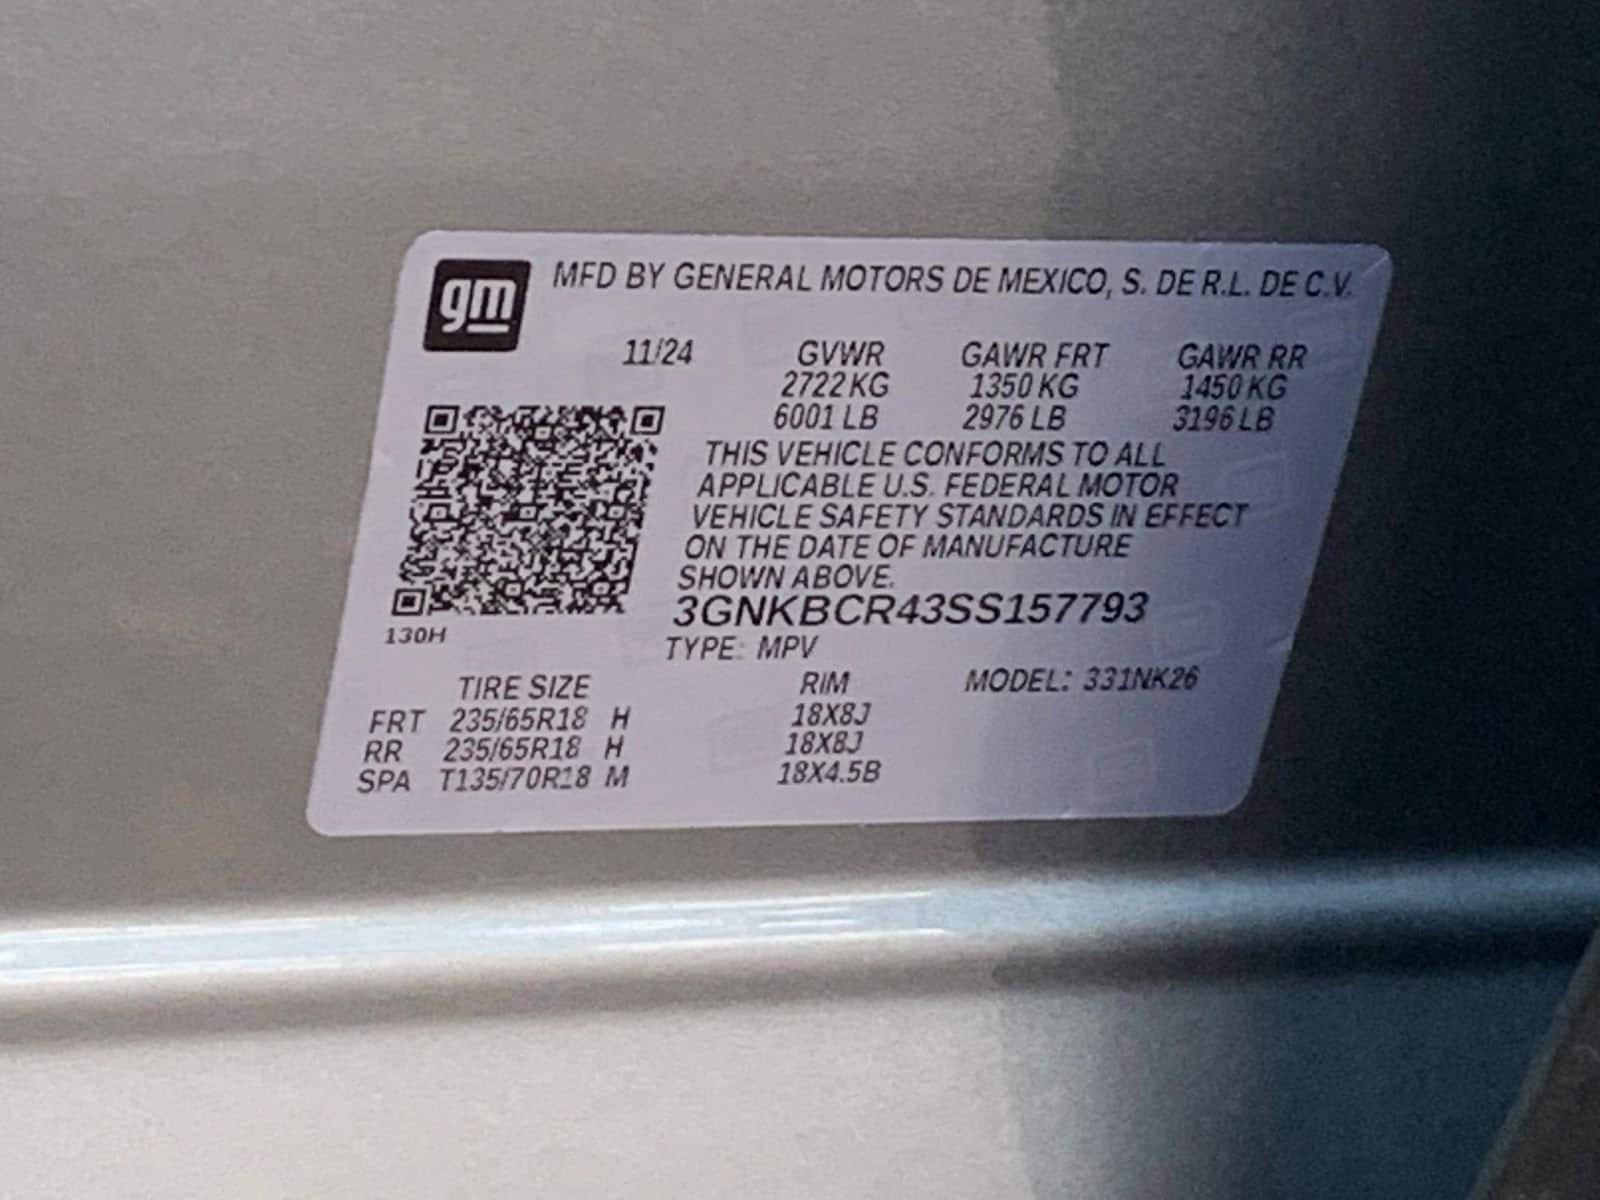 gm
MFD BY GENERAL MOTORS DE MEXICO, S. DE R.L. DE C.V.
11/24 GVWR GAWR FRT GAWR RR
2722 KG 1350 KG 1450 KG
6001 LB 2976 LB 3196 LB
THIS VEHICLE CONFORMS TO ALL
APPLICABLE U.S. FEDERAL MOTOR
VEHICLE SAFETY STANDARDS IN EFFECT
ON THE DATE OF MANUFACTURE
SHOWN ABOVE.
3GNKBCR43SS157793
130H
TYPE: MPV
TIRE SIZE RIM MODEL: 331NK26
FRT 235/65R18 H 18X8J
RR 235/65R18 H 18X8J
SPA T135/70R18 M 18X4.5B